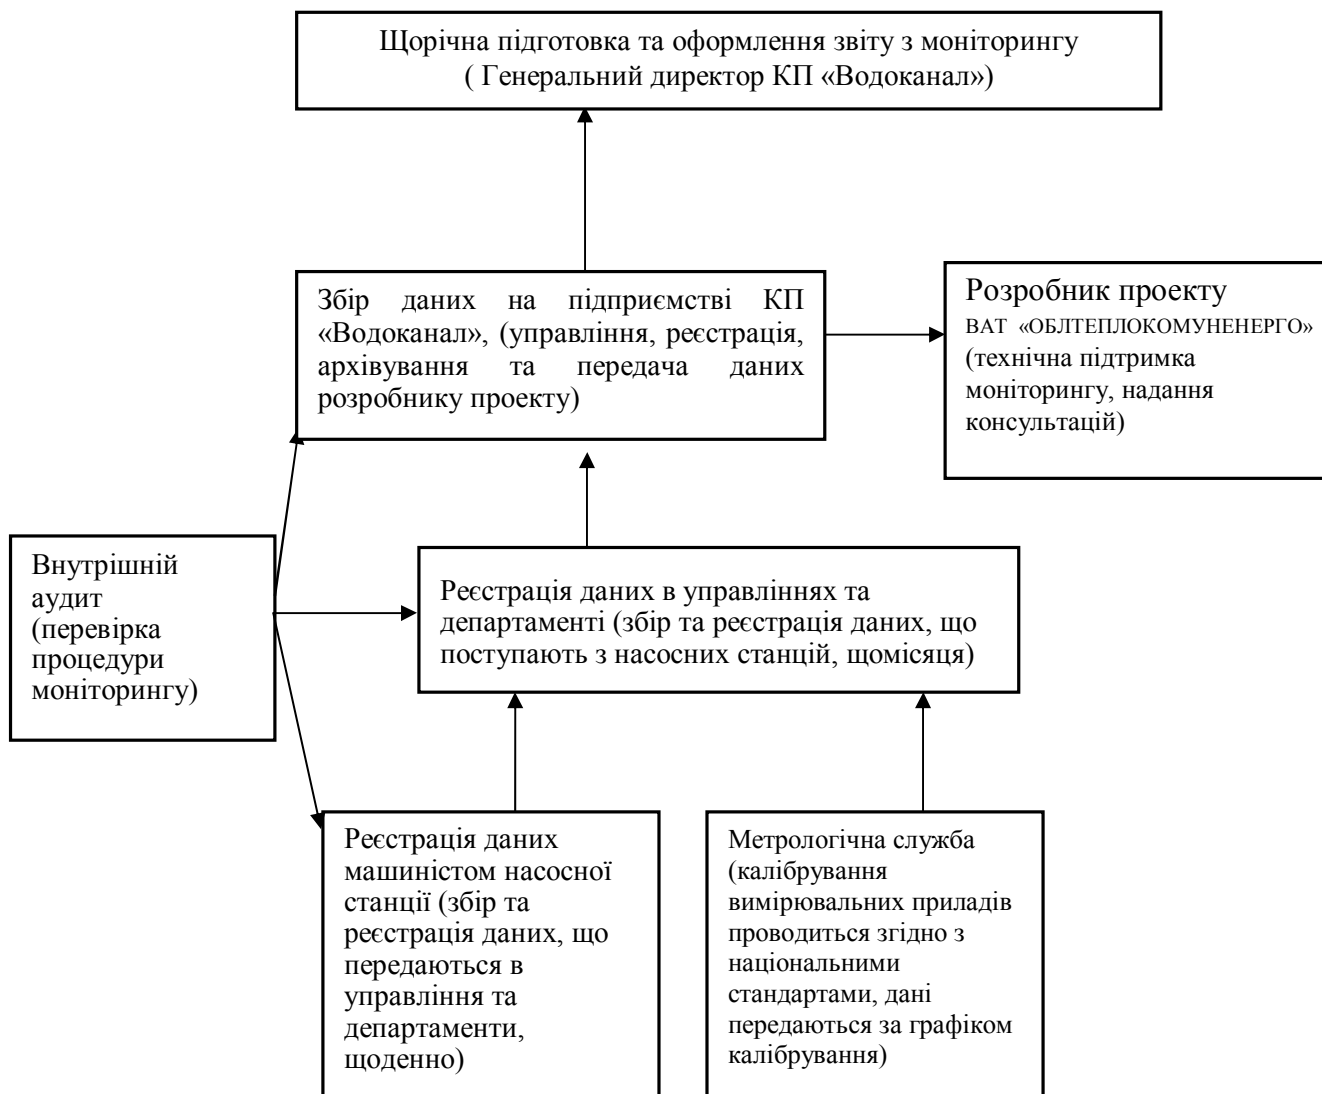 Щорічна підготовка та оформлення звіту з моніторингу
( Генеральний директор КП «Водоканал»)
Збір даних на підприємстві КП
«Водоканал», (управління, реєстрація,
архівування та передача даних
розробнику проекту)
Розробник проекту
ВАТ «ОБЛТЕПЛОКОМУНЕНЕРГО»
(технічна підтримка
моніторингу, надання
консультацій)
Внутрішній
аудит
(перевірка
процедури
моніторингу)
Реєстрація даних в управліннях та
департаменті (збір та реєстрація даних, що
поступають з насосних станцій, щомісяця)
Реєстрація даних
машиністом насосної
станції (збір та
реєстрація даних, що
передаються в
управління та
департаменти,
щоденно)
Метрологічна служба
(калібрування
вимірювальних приладів
проводиться згідно з
національними
стандартами, дані
передаються за графіком
калібрування)